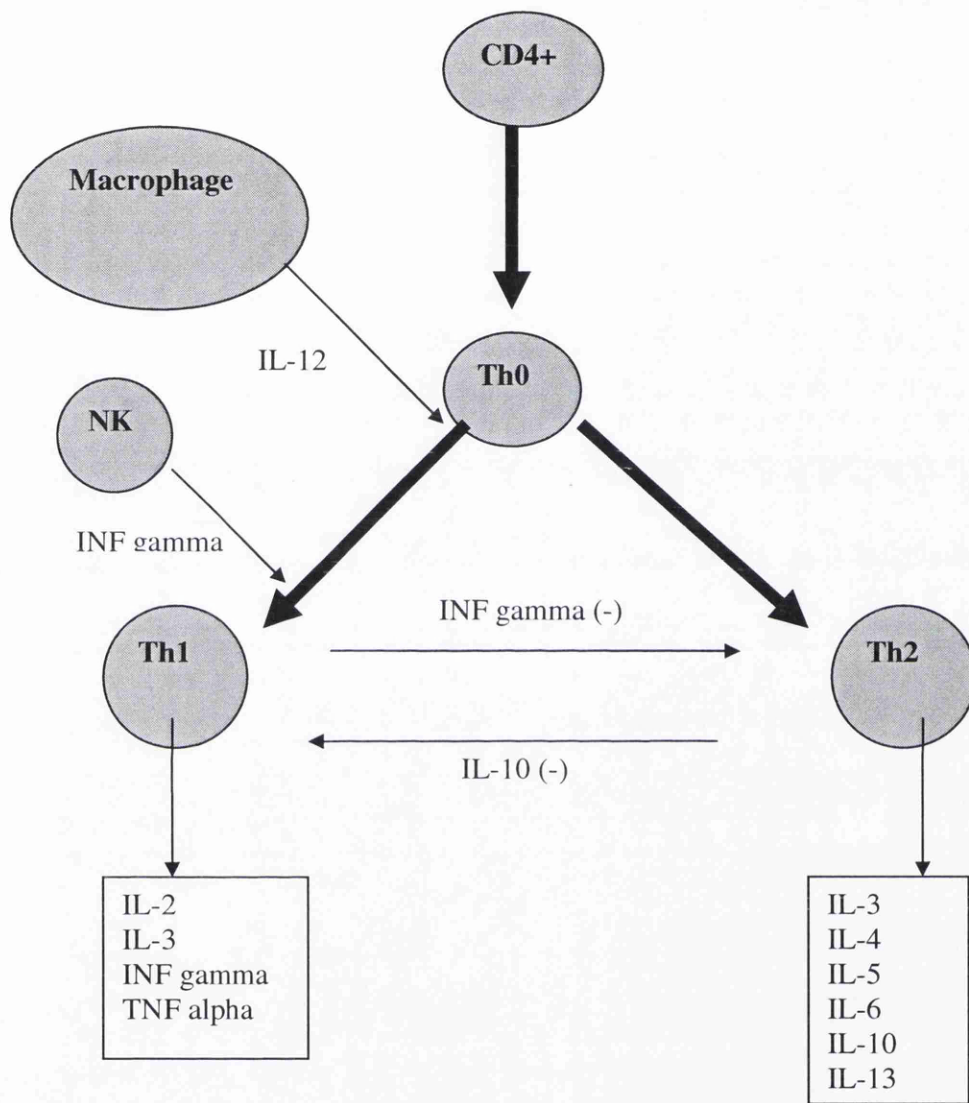 CD4+
Macrophage
IL-12
Th0
NK
INF gamma
INF gamma (-)
Th1
Th2
IL-10 (-)
IL-2
IL-3
INF gamma
TNF alpha
IL-3
IL-4
IL-5
IL-6
IL-10
IL-13